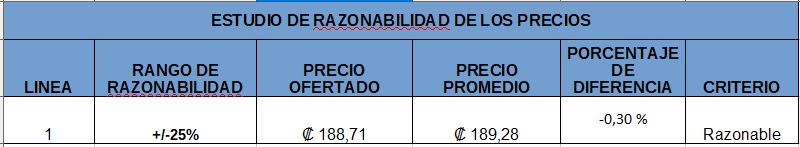 ESTUDIO DE RAZONABILIDAD DE LOS PRECIOS
LINEA
RANGO DE
RAZONABILIDAD
PRECIO
OFERTADO
PRECIO
PROMEDIO
PORCENTAJE
DE
DIFERENCIA
CRITERIO
1
+/-25%
₡ 188,71
₡ 189,28
-0,30 %
Razonable